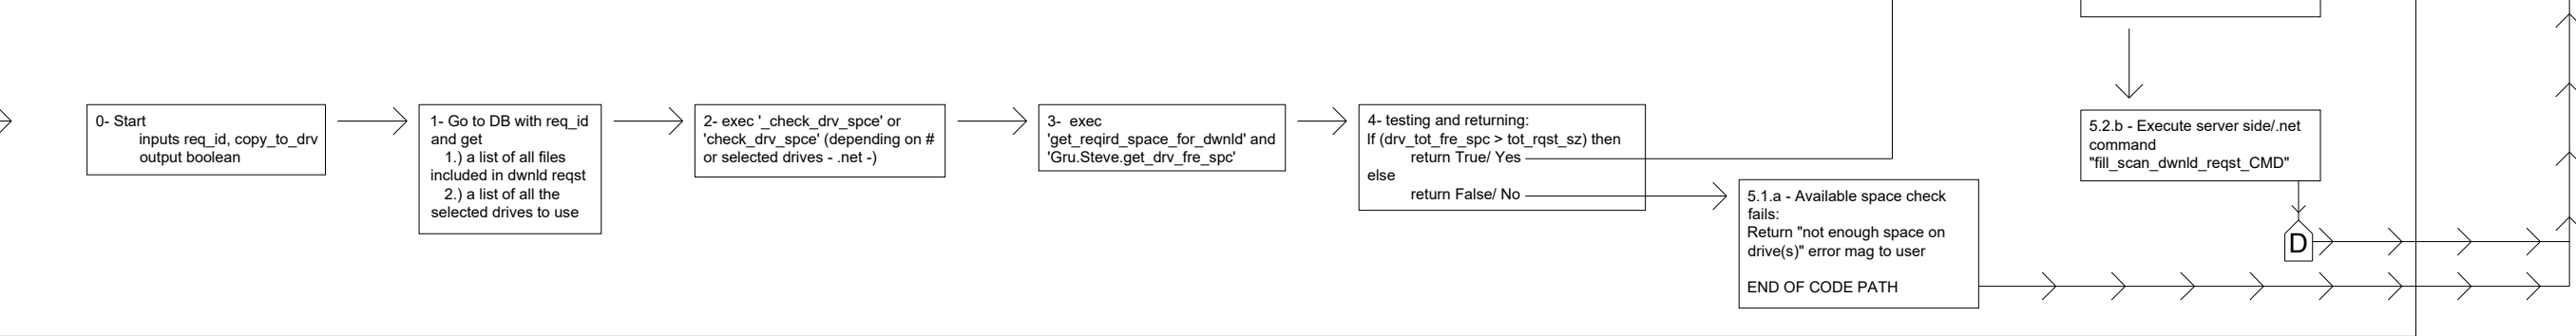 0- Start
inputs req_id, copy_to_drv
output boolean
1- Go to DB with req_id
and get
1.) a list of all files
included in dwnld reqst
2.) a list of all the
selected drives to use
2- exec '_check_drv_spce' or
'check_drv_spce' (depending on #
or selected drives - .net -)
3-  exec
'get_reqird_space_for_dwnld' and
'Gru.Steve.get_drv_fre_spc'
4- testing and returning:
If (drv_tot_fre_spc > tot_rqst_sz) then
return True/ Yes
else
return False/ No
5.1.a - Available space check
fails:
Return "not enough space on
drive(s)" error mag to user
END OF CODE PATH
5.2.b - Execute server side/.net
command
"fill_scan_dwnld_reqst_CMD"
D